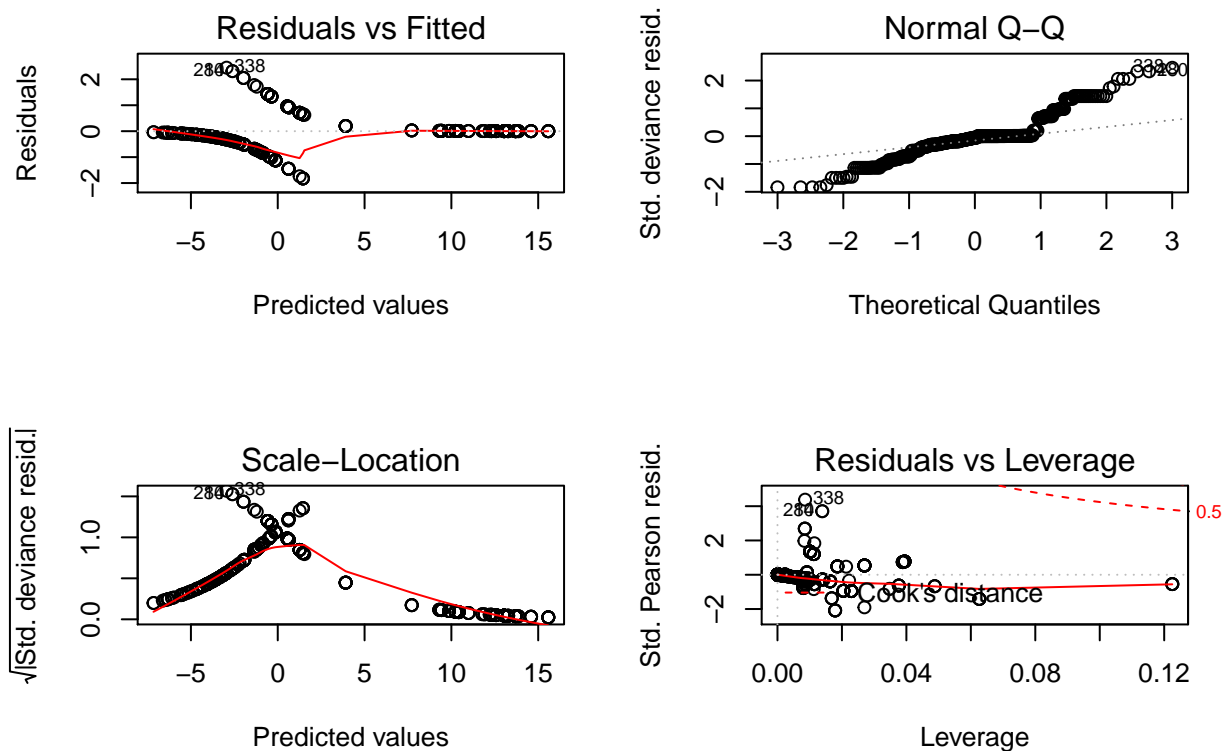 Residuals vs Fitted
Residuals
2
0
−2
338
−5 0 5 10 15
Predicted values
Normal Q−Q
Std. deviance resid.
2
0
−2
338
−3 −2 −1 0 1 2 3
Theoretical Quantiles
Scale−Location
√|Std. deviance resid.|
1.0
0.0
338
−5 0 5 10 15
Predicted values
Residuals vs Leverage
Std. Pearson resid.
2
0
−2
338
0.5
Cook's distance
0.00 0.04 0.08 0.12
Leverage